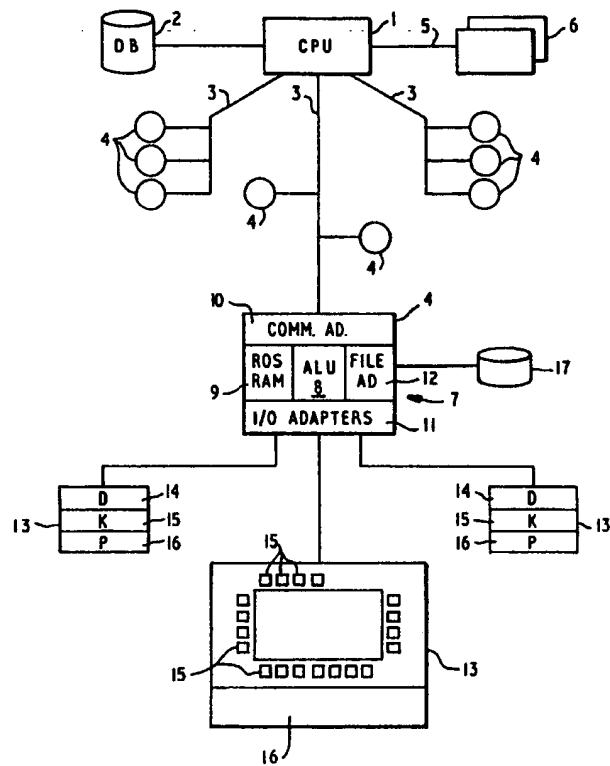 2 1 5 6
DB CPU
3 3 3
4 4
4
4
10 4
COMM. AD.
ROS RAM ALU 8 FILE AD
9 12 17
7
I/O ADAPTERS 11
D 14 14 D
13 K 15 15 K 13
P 16 16 P
15
15 13
16